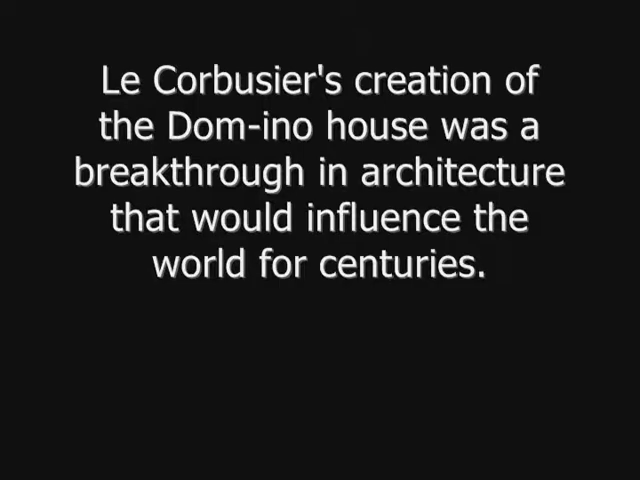 Le Corbusier's creation of
the Dom-ino house was a
breakthrough in architecture
that would influence the
world for centuries.